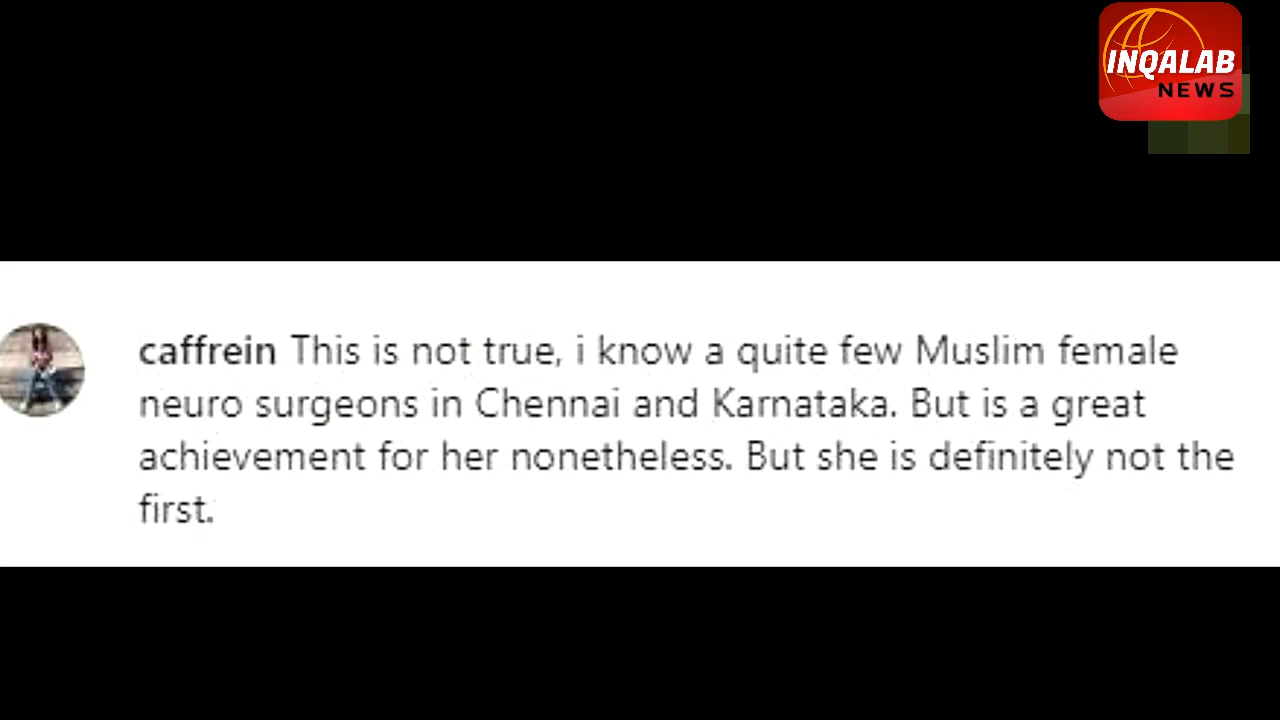 INQALAB
NEWS
caffrein This is not true, i know a quite few Muslim female
neuro surgeons in Chennai and Karnataka. But is a great
achievement for her nonetheless. But she is definitely not the
first.